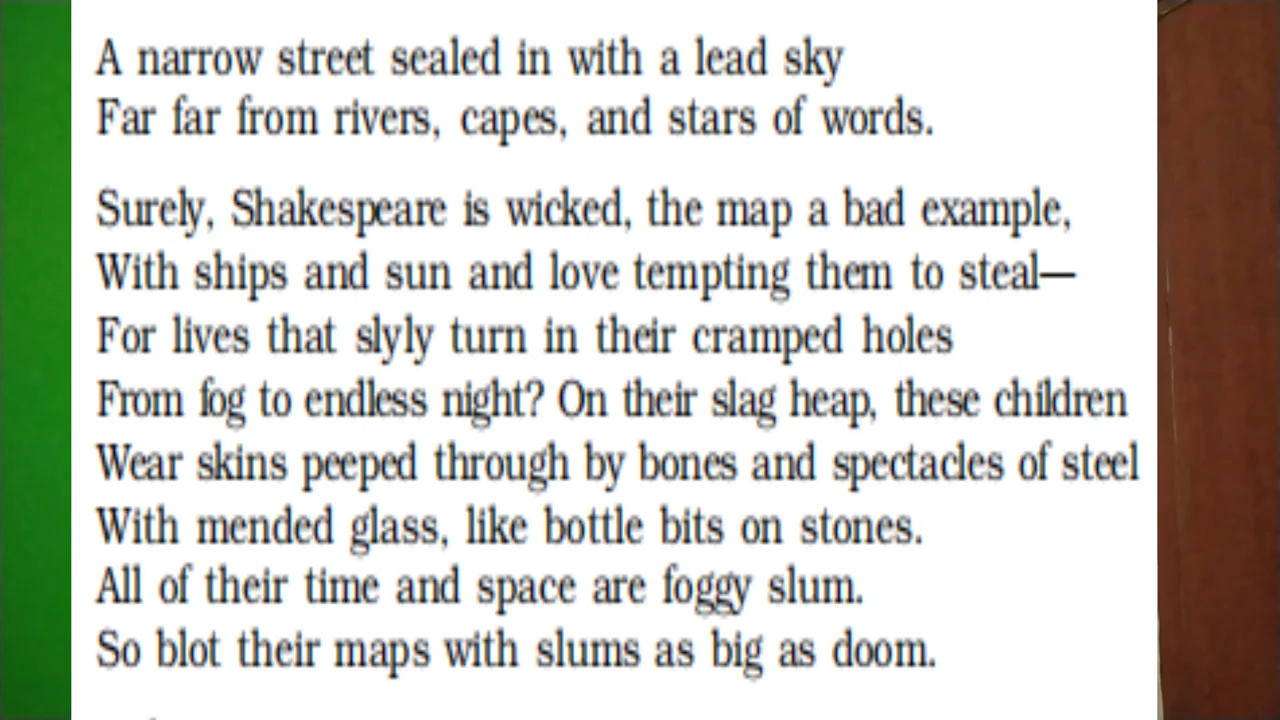 A narrow street sealed in with a lead sky
Far far from rivers, capes, and stars of words.
Surely, Shakespeare is wicked, the map a bad example,
With ships and sun and love tempting them to steal—
For lives that slyly turn in their cramped holes
From fog to endless night? On their slag heap, these children
Wear skins peeped through by bones and spectacles of steel
With mended glass, like bottle bits on stones.
All of their time and space are foggy slum.
So blot their maps with slums as big as doom.